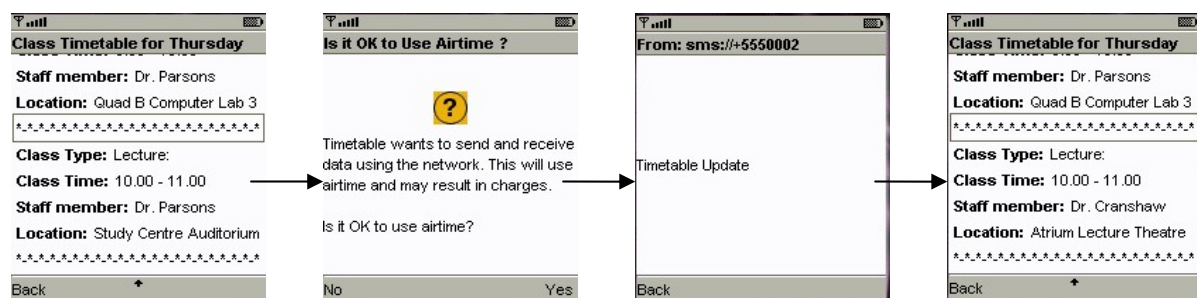 Class Timetable for Thursday
Staff member: Dr. Parsons
Location: Quad B Computer Lab 3
*_*_*_*_*_*_*_*_*_*_*_*_*_*_*_*_*_*_*_*_*_*
Class Type: Lecture:
Class Time: 10.00 - 11.00
Staff member: Dr. Parsons
Location: Study Centre Auditorium
*_*_*_*_*_*_*_*_*_*_*_*_*_*_*_*_*_*_*_*_*_*
Back
Is it OK to Use Airtime ?
?
Timetable wants to send and receive
data using the network. This will use
airtime and may result in charges.
Is it OK to use airtime?
No Yes
From: sms://+5550002
Timetable Update
Back
Class Timetable for Thursday
Staff member: Dr. Parsons
Location: Quad B Computer Lab 3
*_*_*_*_*_*_*_*_*_*_*_*_*_*_*_*_*_*_*_*_*_*
Class Type: Lecture:
Class Time: 10.00 - 11.00
Staff member: Dr. Cranshaw
Location: Atrium Lecture Theatre
*_*_*_*_*_*_*_*_*_*_*_*_*_*_*_*_*_*_*_*_*_*
Back